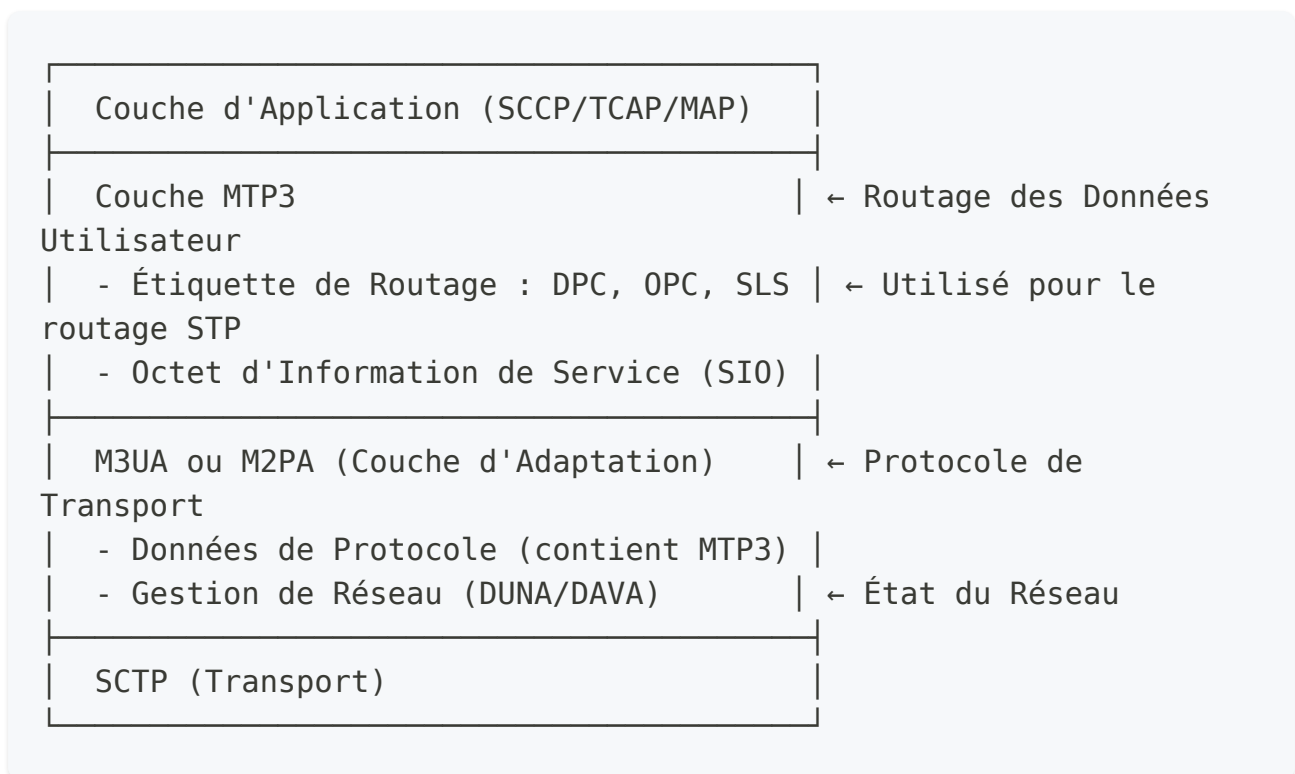 ┌──────────────────────────────────────────┐
│  Couche d'Application (SCCP/TCAP/MAP)   │
├──────────────────────────────────────────┤
│  Couche MTP3                           │ ← Routage des Données
Utilisateur
│  - Étiquette de Routage : DPC, OPC, SLS │ ← Utilisé pour le
routage STP
│  - Octet d'Information de Service (SIO) │
├──────────────────────────────────────────┤
│  M3UA ou M2PA (Couche d'Adaptation)    │ ← Protocole de
Transport
│  - Données de Protocole (contient MTP3) │
│  - Gestion de Réseau (DUNA/DAVA)       │ ← État du Réseau
├──────────────────────────────────────────┤
│  SCTP (Transport)                       │
└──────────────────────────────────────────┘